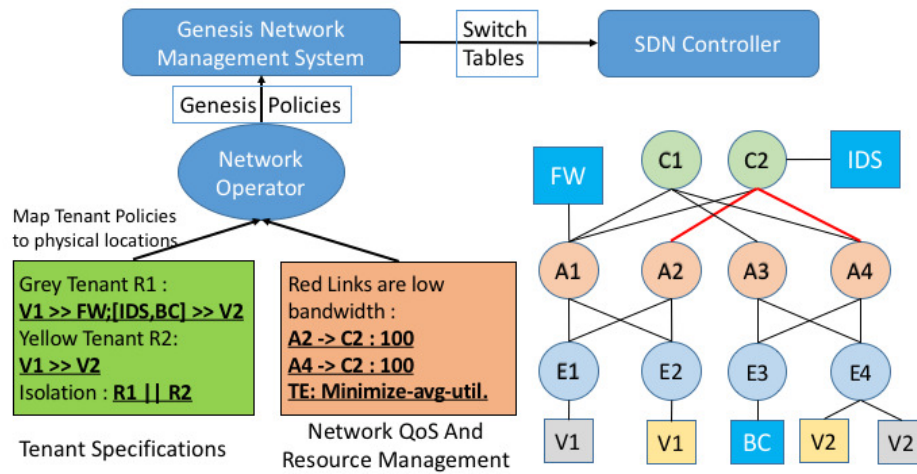 Genesis Network
Management System
Switch
Tables
SDN Controller
Genesis Policies
Network
Operator
Map Tenant Policies
to physical locations
Grey Tenant R1 :
V1 >> FW;[IDS,BC] >> V2
Yellow Tenant R2:
V1 >> V2
Isolation : R1 || R2
Tenant Specifications
Red Links are low
bandwidth :
A2 -> C2 : 100
A4 -> C2 : 100
TE: Minimize-avg-util.
Network QoS And
Resource Management
FW
C1
C2
IDS
A1
A2
A3
A4
E1
E2
E3
E4
V1
V1
BC
V2
V2